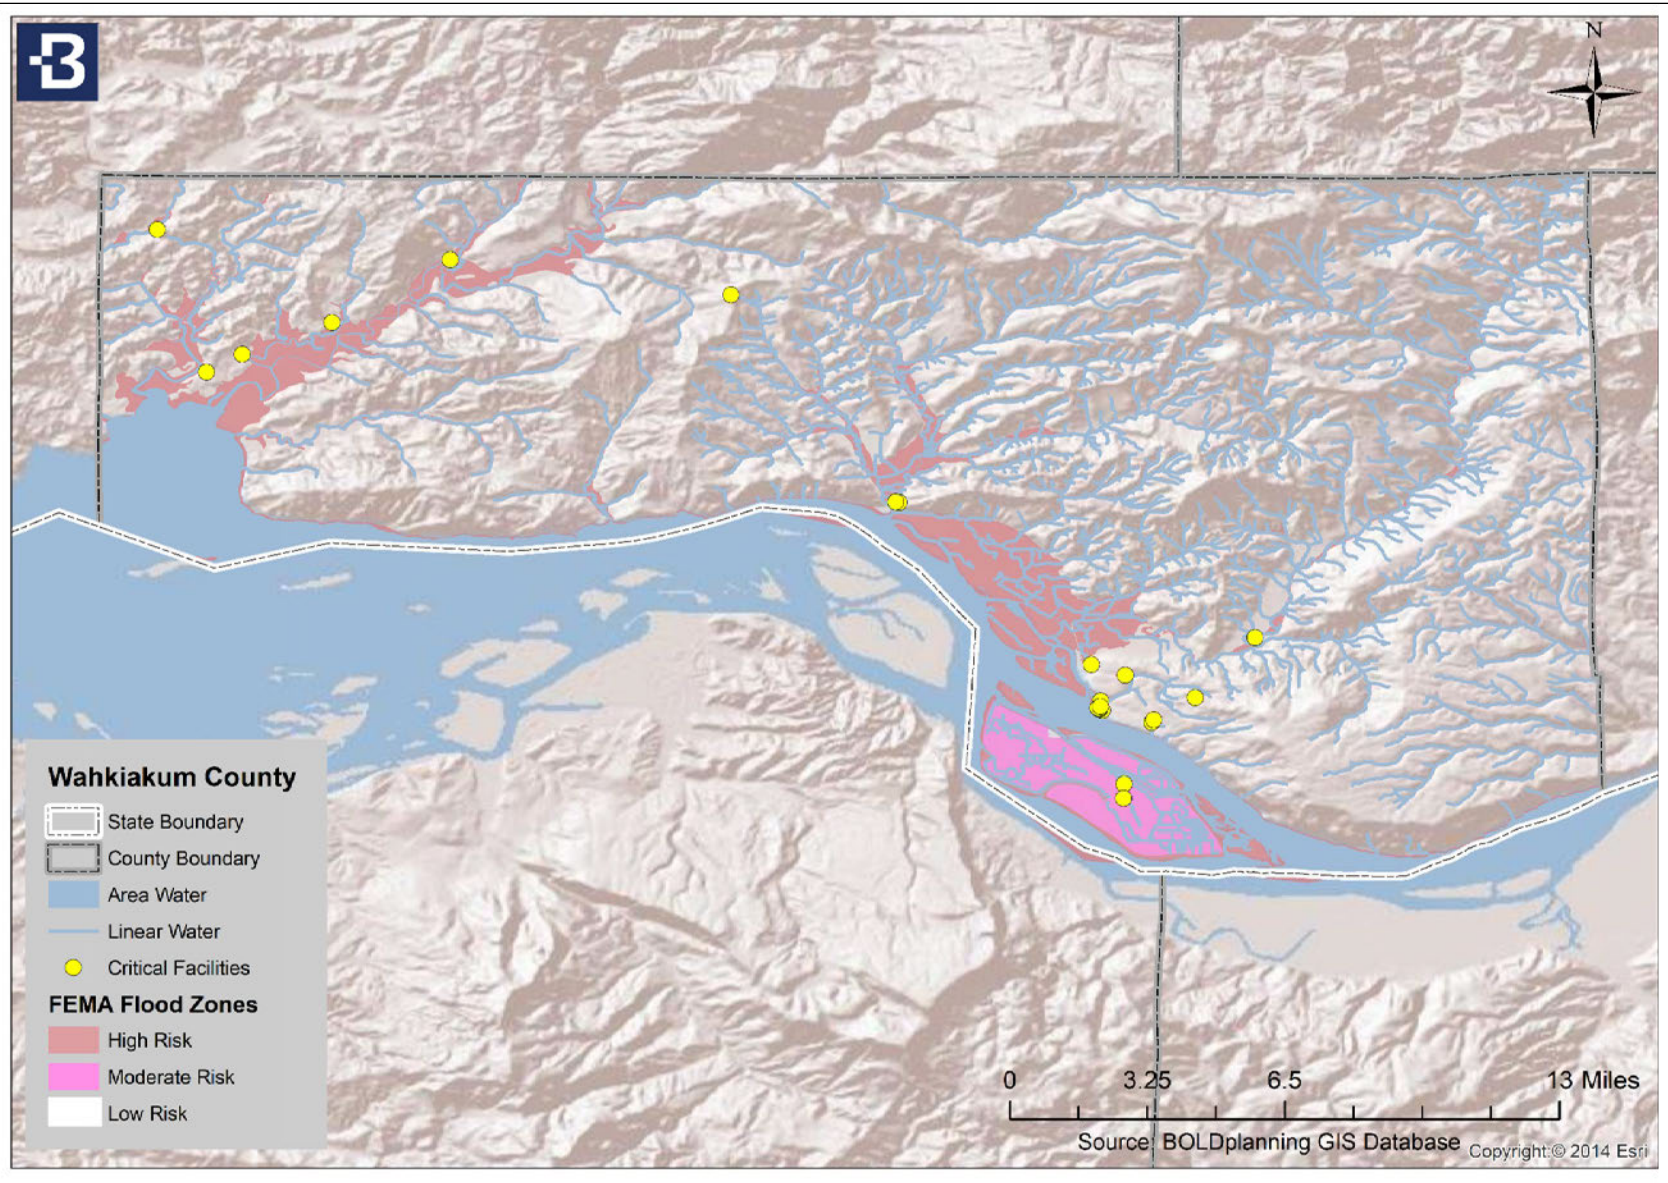 B
N
Wahkiakum County
State Boundary
County Boundary
Area Water
Linear Water
Critical Facilities
FEMA Flood Zones
High Risk
Moderate Risk
Low Risk
0 3.25 6.5 13 Miles
Source: BOLDplanning GIS Database
Copyright:© 2014 Esri